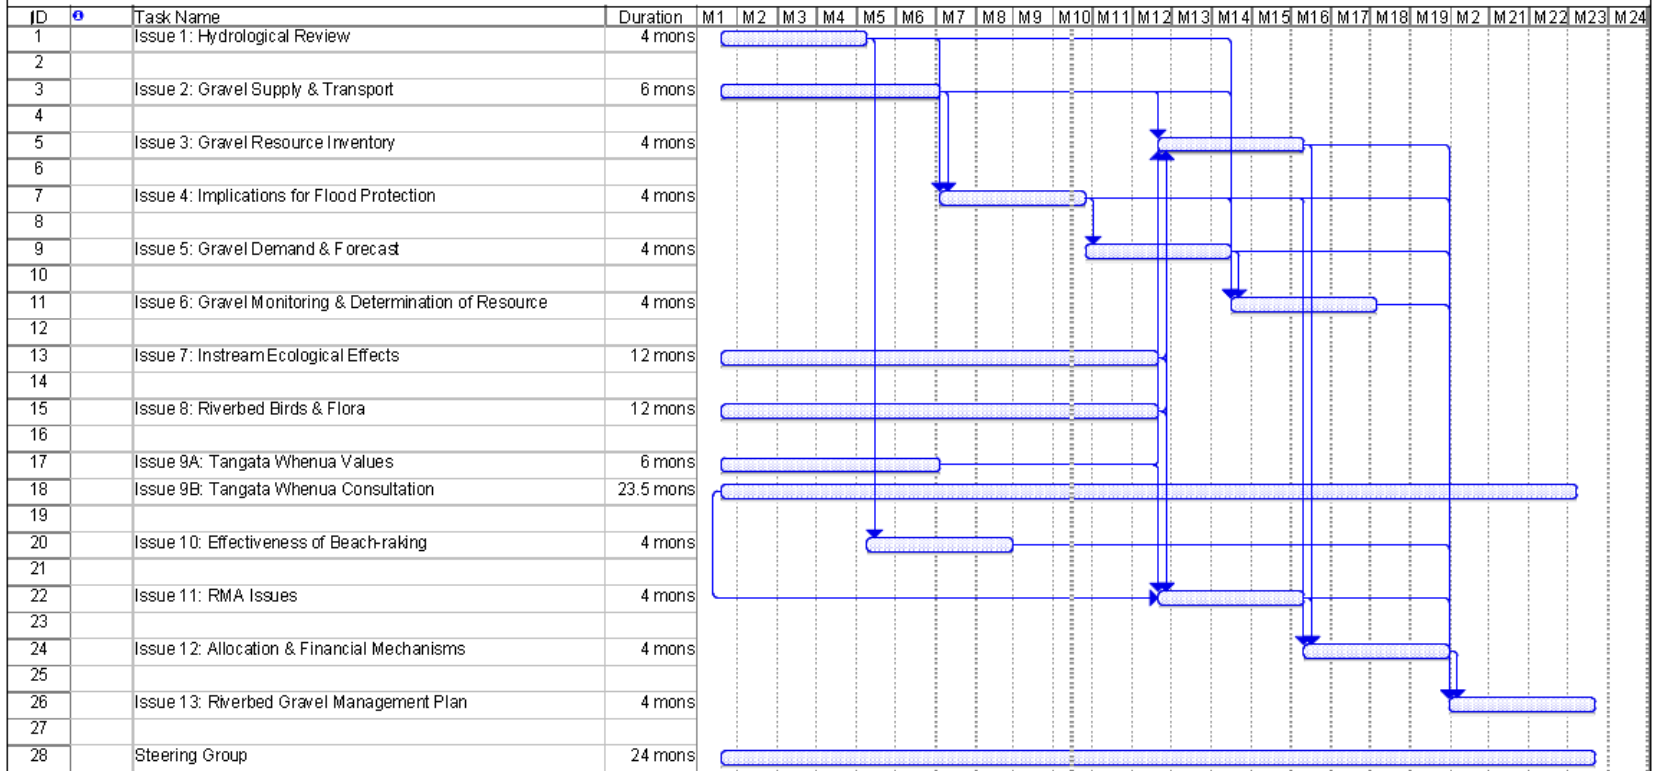 ID Task Name Duration M1 M2 M3 M4 M5 M6 M7 M8 M9 M10 M11 M12 M13 M14 M15 M16 M17 M18 M19 M2 M21 M22 M23 M24
1 Issue 1: Hydrological Review 4 mons
2
3 Issue 2: Gravel Supply & Transport 6 mons
4
5 Issue 3: Gravel Resource Inventory 4 mons
6
7 Issue 4: Implications for Flood Protection 4 mons
8
9 Issue 5: Gravel Demand & Forecast 4 mons
10
11 Issue 6: Gravel Monitoring & Determination of Resource 4 mons
12
13 Issue 7: Instream Ecological Effects 12 mons
14
15 Issue 8: Riverbed Birds & Flora 12 mons
16
17 Issue 9A: Tangata Whenua Values 6 mons
18 Issue 9B: Tangata Whenua Consultation 23.5 mons
19
20 Issue 10: Effectiveness of Beach-raking 4 mons
21
22 Issue 11: RMA Issues 4 mons
23
24 Issue 12: Allocation & Financial Mechanisms 4 mons
25
26 Issue 13: Riverbed Gravel Management Plan 4 mons
27
28 Steering Group 24 mons